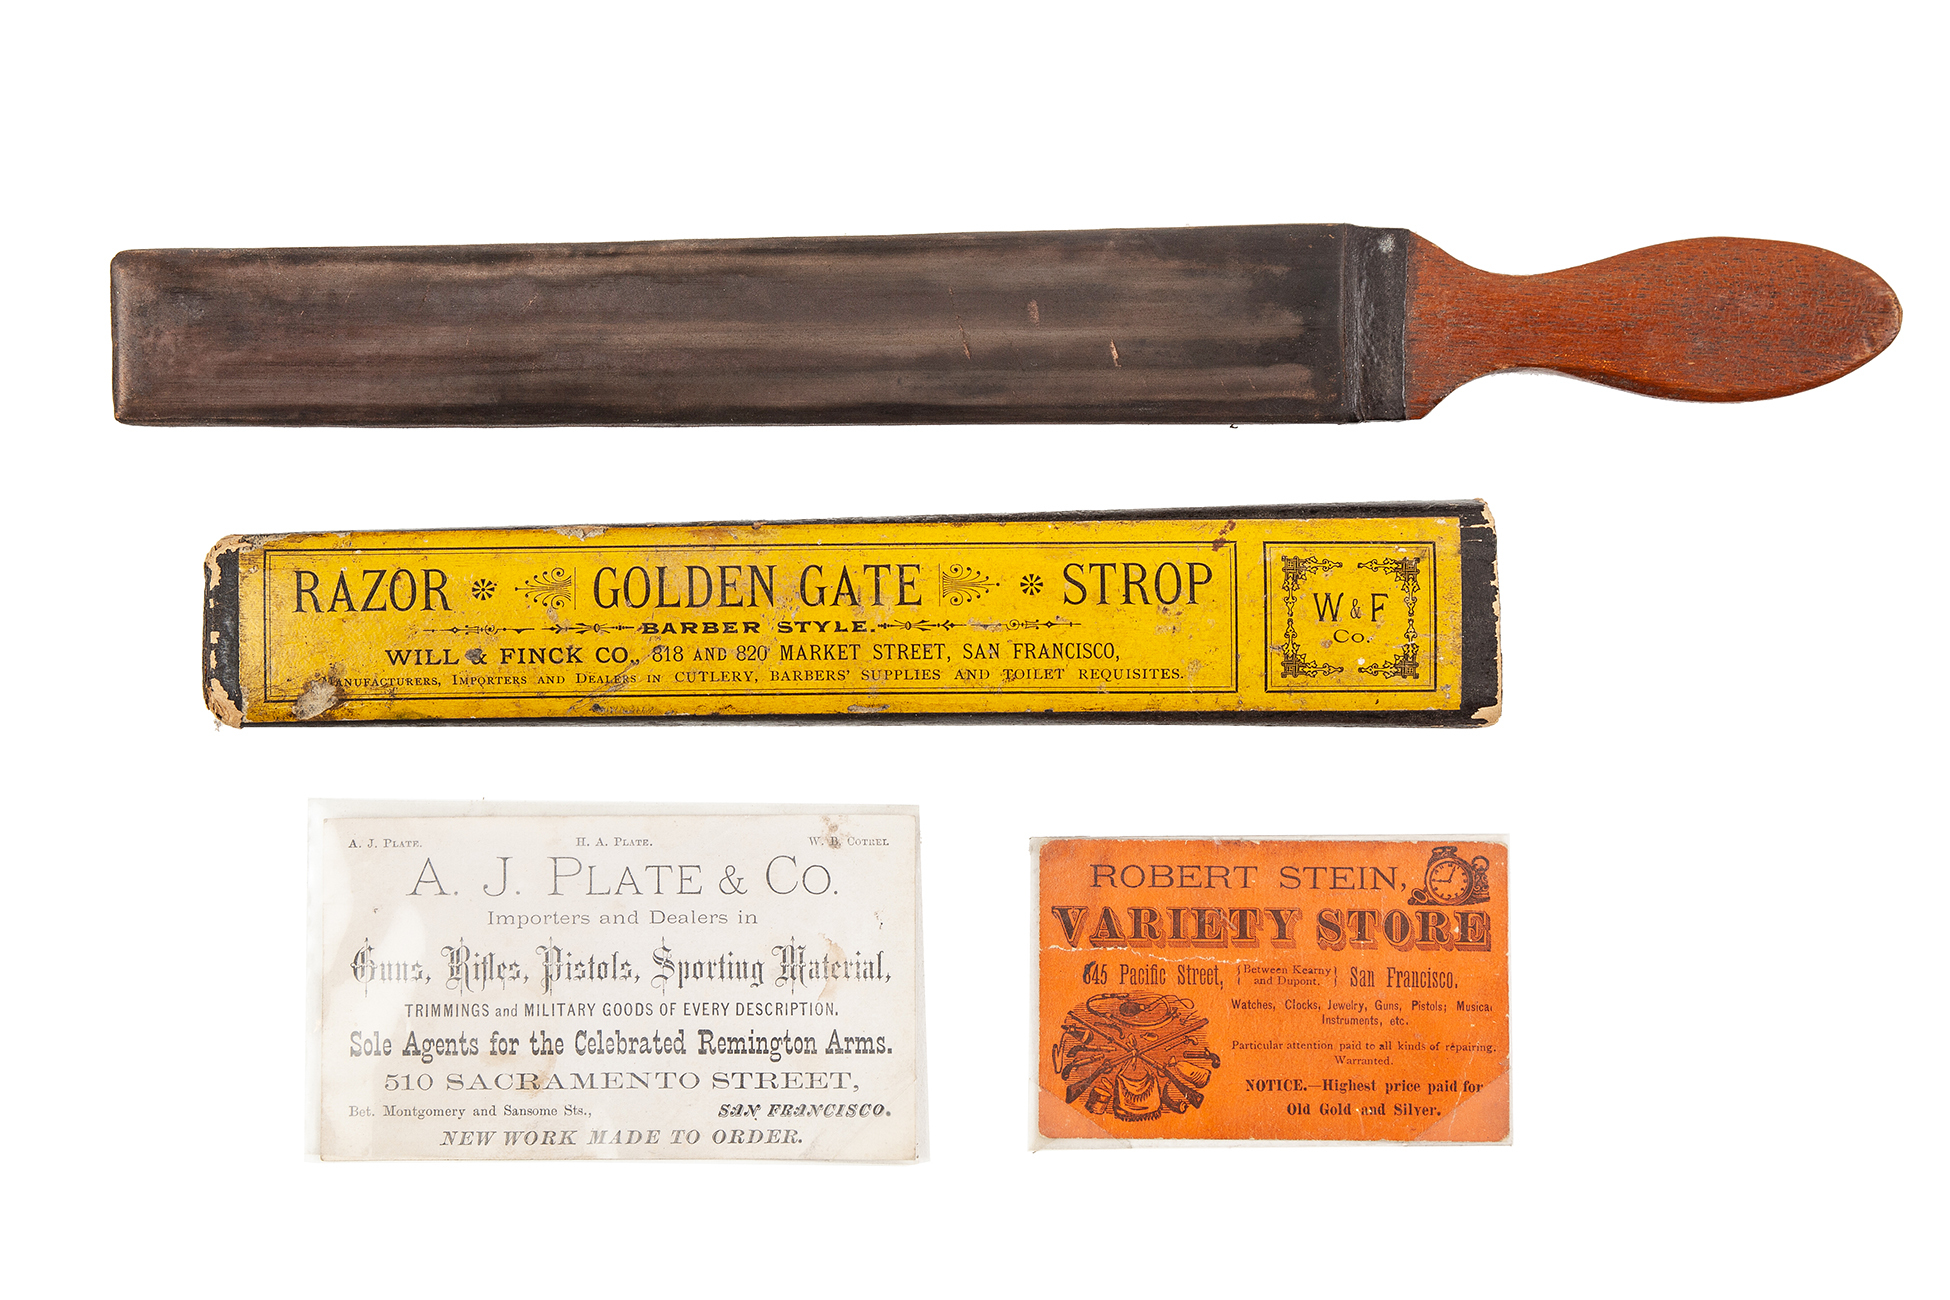 RAZOR GOLDEN GATE STROP
BARBER STYLE.
WILL & FINCK CO., 818 AND 820 MARKET STREET, SAN FRANCISCO,
MANUFACTURERS, IMPORTERS AND DEALERS IN CUTLERY, BARBERS' SUPPLIES AND TOILET REQUISITES.
W & F
Co.
A. J. PLATE. H. A. PLATE. W. B. COTREL
A. J. PLATE & Co.
Importers and Dealers in
Guns, Rifles, Pistols, Sporting Material,
TRIMMINGS and MILITARY GOODS OF EVERY DESCRIPTION.
Sole Agents for the Celebrated Remington Arms.
510 SACRAMENTO STREET,
Bet. Montgomery and Sansome Sts., SAN FRANCISCO.
NEW WORK MADE TO ORDER.
ROBERT STEIN,
VARIETY STORE
645 Pacific Street, {Between Kearny and Dupont.} San Francisco.
Watches, Clocks, Jewelry, Guns, Pistols; Musical
Instruments, etc.
Particular attention paid to all kinds of repairing.
Warranted.
NOTICE.—Highest price paid for
Old Gold and Silver.